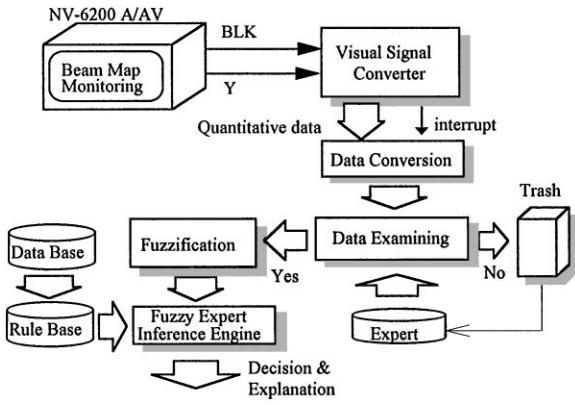 NV-6200 A/AV
BLK
Beam Map
Monitoring
Y
Visual Signal
Converter
Quantitative data
interrupt
Data Conversion
Trash
Data Base
Fuzzification
Data Examining
Yes
No
Rule Base
Fuzzy Expert
Inference Engine
Expert
Decision &
Explanation